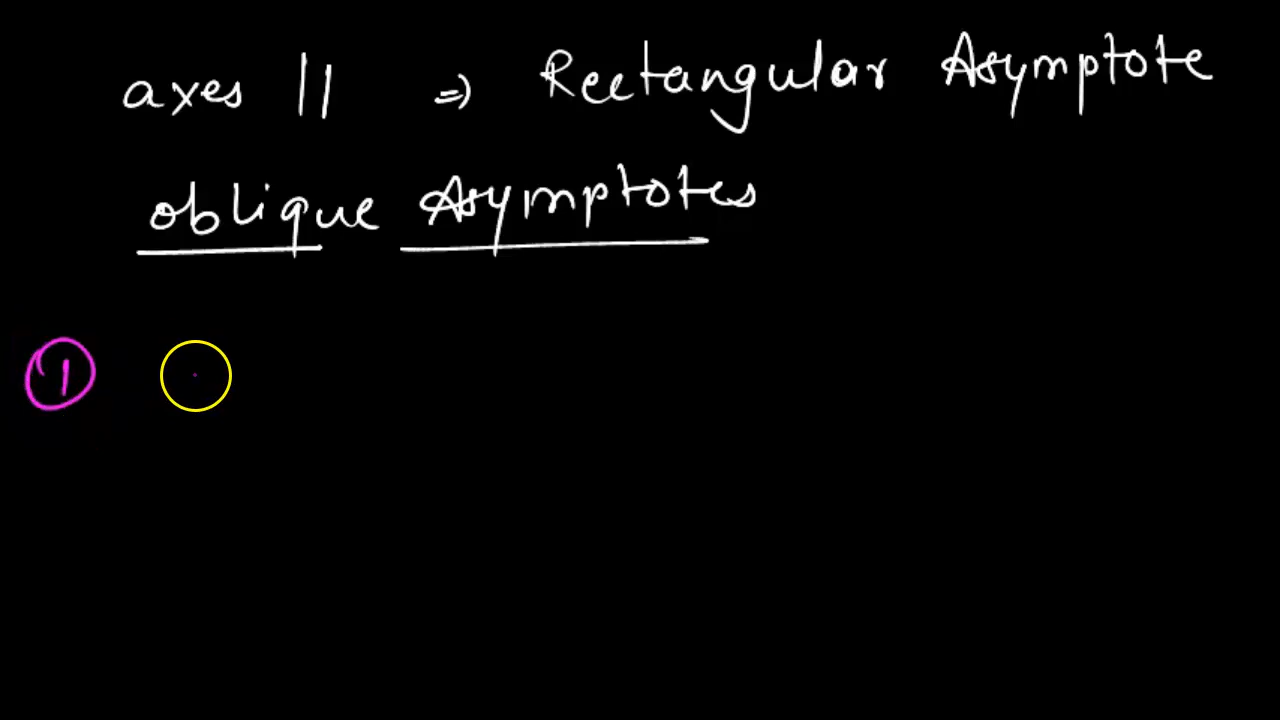 axes || ⇒ Rectangular Asymptote
oblique Asymptotes
①